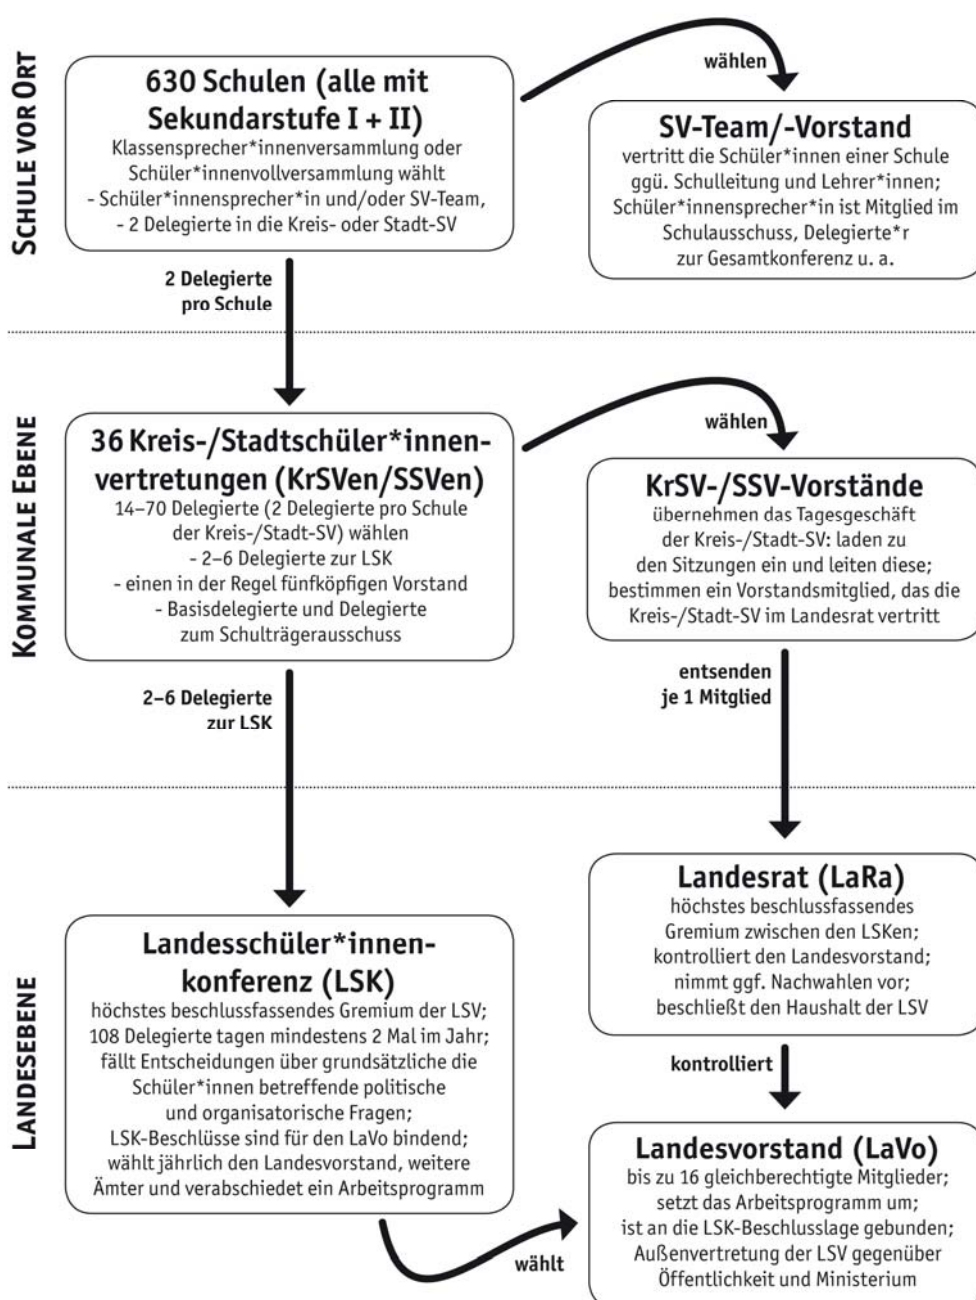 SCHULE VOR ORT
630 Schulen (alle mit
Sekundarstufe I + II)
Klassensprecher*innenversammlung oder
Schüler*innenvollversammlung wählt
- Schüler*innensprecher*in und/oder SV-Team,
- 2 Delegierte in die Kreis- oder Stadt-SV
wählen
SV-Team/-Vorstand
vertritt die Schüler*innen einer Schule
ggü. Schulleitung und Lehrer*innen;
Schüler*innensprecher*in ist Mitglied im
Schulausschuss, Delegierte*r
zur Gesamtkonferenz u. a.
2 Delegierte
pro Schule
KOMMUNALE EBENE
36 Kreis-/Stadtschüler*innen-
vertretungen (KrSVen/SSVen)
14–70 Delegierte (2 Delegierte pro Schule
der Kreis-/Stadt-SV) wählen
- 2–6 Delegierte zur LSK
- einen in der Regel fünfköpfigen Vorstand
- Basisdelegierte und Delegierte
zum Schulträgerausschuss
wählen
KrSV-/SSV-Vorstände
übernehmen das Tagesgeschäft
der Kreis-/Stadt-SV: laden zu
den Sitzungen ein und leiten diese;
bestimmen ein Vorstandsmitglied, das die
Kreis-/Stadt-SV im Landesrat vertritt
2–6 Delegierte
zur LSK
entsenden
je 1 Mitglied
LANDESEBENE
Landesschüler*innen-
konferenz (LSK)
höchstes beschlussfassendes Gremium der LSV;
108 Delegierte tagen mindestens 2 Mal im Jahr;
fällt Entscheidungen über grundsätzliche die
Schüler*innen betreffende politische
und organisatorische Fragen;
LSK-Beschlüsse sind für den LaVo bindend;
wählt jährlich den Landesvorstand, weitere
Ämter und verabschiedet ein Arbeitsprogramm
Landesrat (LaRa)
höchstes beschlussfassendes
Gremium zwischen den LSKen;
kontrolliert den Landesvorstand;
nimmt ggf. Nachwahlen vor;
beschließt den Haushalt der LSV
kontrolliert
wählt
Landesvorstand (LaVo)
bis zu 16 gleichberechtigte Mitglieder;
setzt das Arbeitsprogramm um;
ist an die LSK-Beschlusslage gebunden;
Außenvertretung der LSV gegenüber
Öffentlichkeit und Ministerium